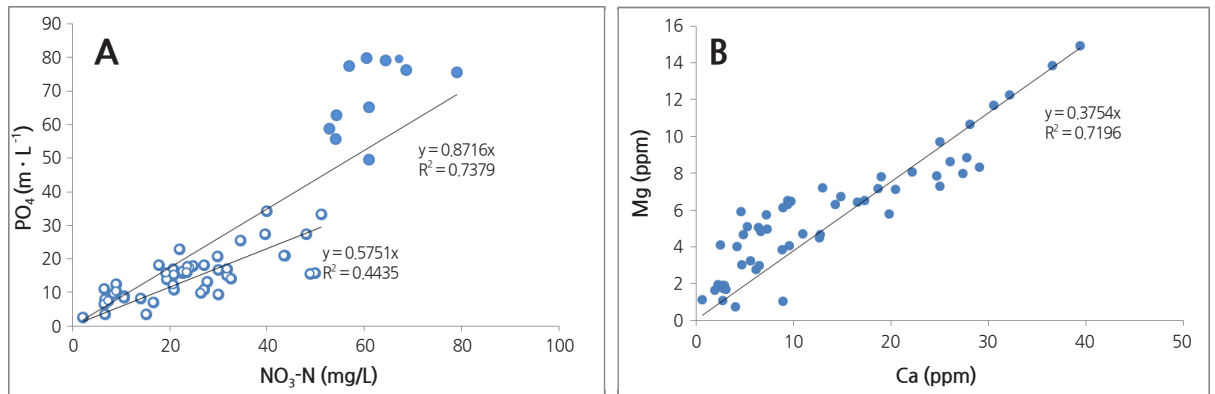 A
90
80
70
60
50
40
30
20
10
0
PO₄ (m · L⁻¹)
y = 0.8716x
R² = 0.7379
y = 0.5751x
R² = 0.4435
0 20 40 60 80 100
NO₃-N (mg/L)
B
16
14
12
10
8
6
4
2
0
Mg (ppm)
y = 0.3754x
R² = 0.7196
0 10 20 30 40 50
Ca (ppm)